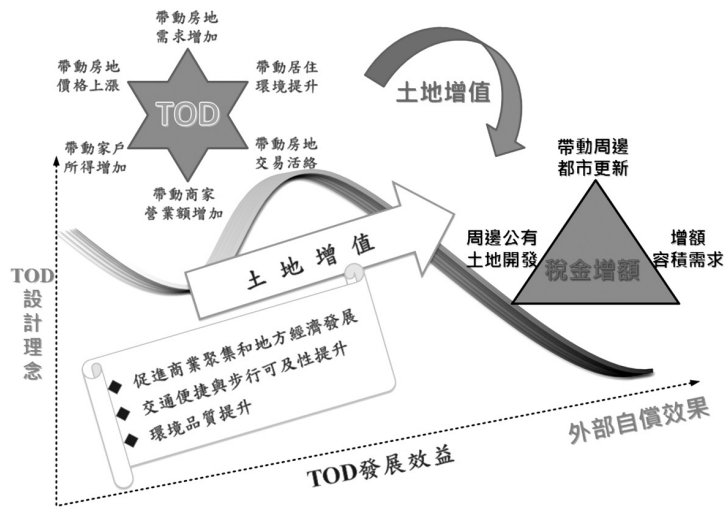 帶動房地
需求增加
帶動房地
價格上漲
帶動居住
環境提升
TOD
帶動家戶
所得增加
帶動房地
交易活絡
帶動商家
營業額增加
土地增值
帶動周邊
都市更新
周邊公有
土地開發
增額
容積需求
稅金增額
土地增值
TOD
設計理念
促進商業聚集和地方經濟發展
交通便捷與步行可及性提升
環境品質提升
TOD發展效益
外部自償效果